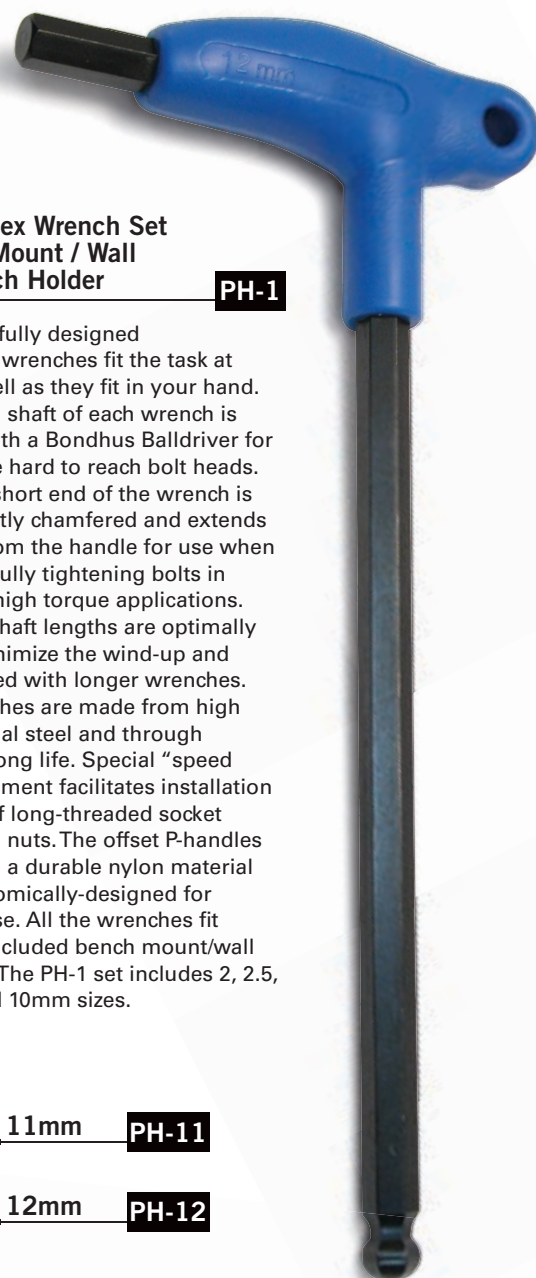 12 mm
ex Wrench Set
Mount / Wall
ch Holder
PH-1
fully designed
wrenches fit the task at
ell as they fit in your hand.
shaft of each wrench is
th a Bondhus Balldriver for
e hard to reach bolt heads.
short end of the wrench is
tly chamfered and extends
om the handle for use when
fully tightening bolts in
high torque applications.
haft lengths are optimally
nimize the wind-up and
ed with longer wrenches.
hes are made from high
al steel and through
ong life. Special “speed
ment facilitates installation
f long-threaded socket
nuts. The offset P-handles
a durable nylon material
omically-designed for
se. All the wrenches fit
cluded bench mount/wall
The PH-1 set includes 2, 2.5,
l 10mm sizes.
11mm PH-11
12mm PH-12